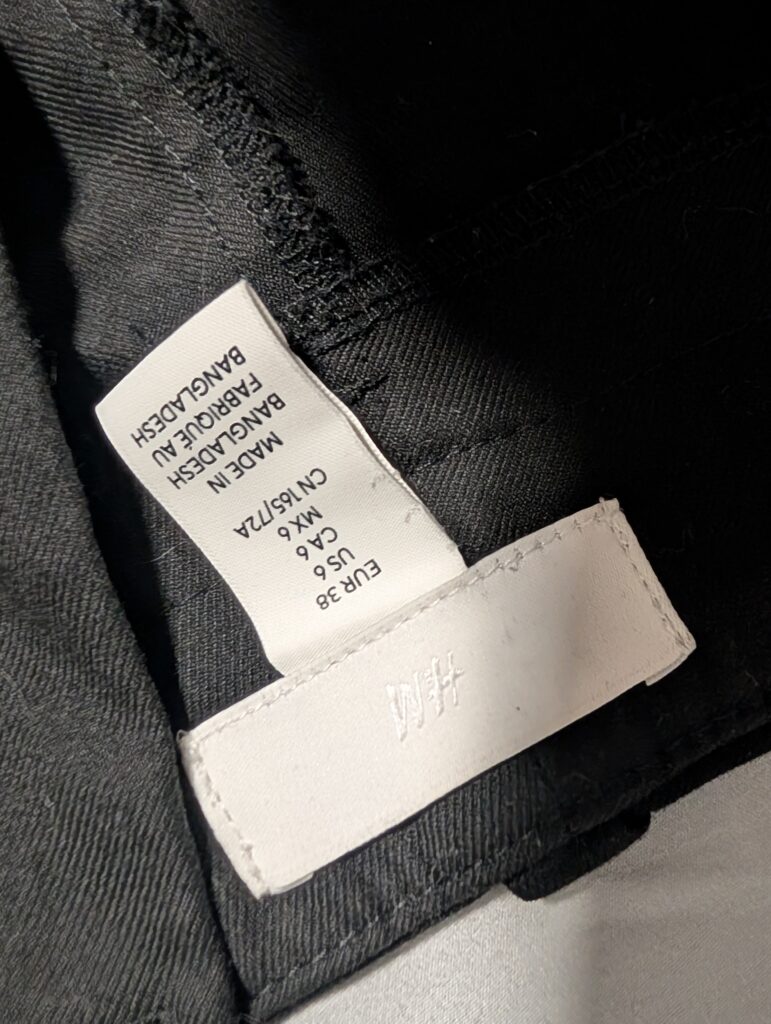 H&M
EUR 38
US 6
CA 6
MX 6
CN 165/72A
MADE IN
BANGLADESH
FABRIQUÉ AU
BANGLADESH